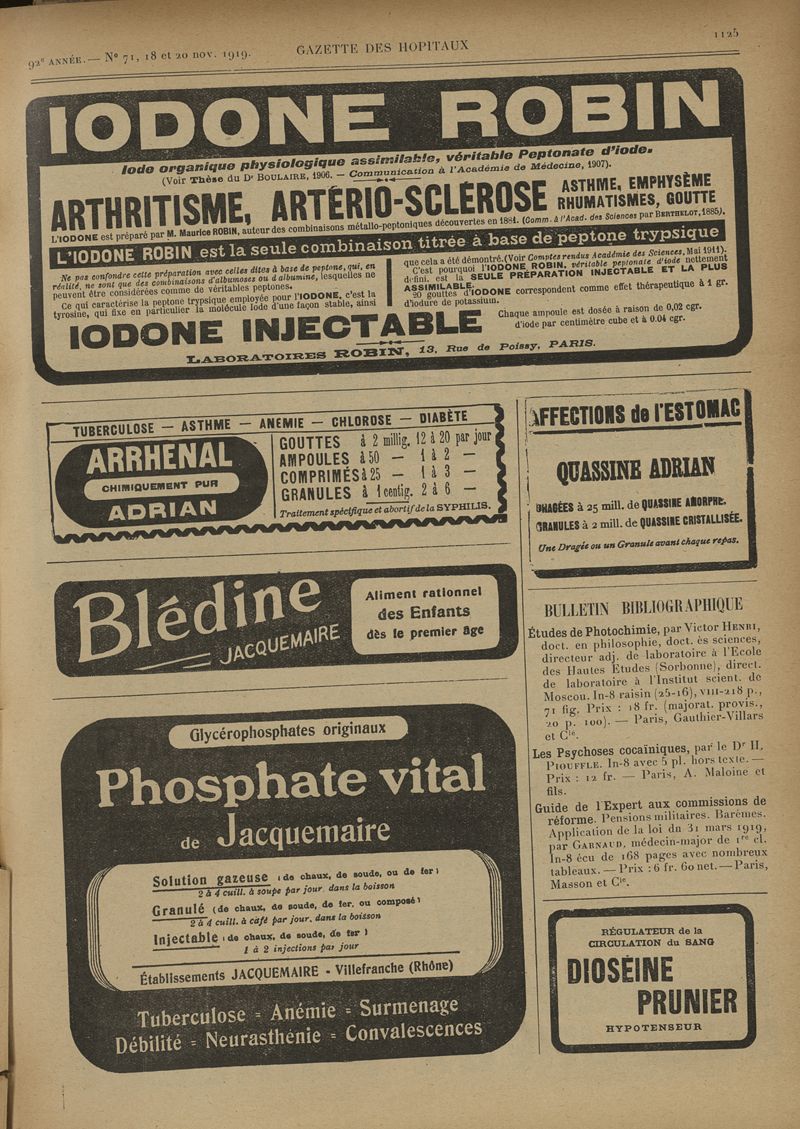 92e ANNÉE. — No 71, 18 et 20 nov. 1919.
GAZETTE DES HOPITAUX
1125
IODONE ROBIN
Iode organique physiologique assimilable, véritable Peptonate d'iode.
(Voir Thèse du Dr BOULAIRE, 1906. — Communication à l'Académie de Médecine, 1907).
ARTHRITISME, ARTÉRIO-SCLÉROSE
ASTHME, EMPHYSÈME
RHUMATISMES, GOUTTE
L'IODONE est préparé par M. Maurice ROBIN, auteur des combinaisons métallo-peptoniques découvertes en 1881. (Comm. à l'Acad. des Sciences par BERTHELOT, 1885).
L'IODONE ROBIN est la seule combinaison titrée à base de peptone trypsique
Ne pas confondre cette préparation avec celles dites à base de peptone, qui, en
réalité, ne sont que des combinaisons d'albumoses ou d'albumine, lesquelles ne
peuvent être considérées comme de véritables peptones.
Ce qui caractérise la peptone trypsique employée pour l'IODONE, c'est la
tyrosine, qui fixe en particulier la molécule Iode d'une façon stable, ainsi
que cela a été démontré. (Voir Comptes rendus Académie des Sciences, Mai 1911).
C'est pourquoi l'IODONE ROBIN, véritable peptonate d'iode nettement
défini, est la SEULE PRÉPARATION INJECTABLE ET LA PLUS
ASSIMILABLE.
20 gouttes d'IODONE correspondent comme effet thérapeutique à 1 gr.
d'iodure de potassium.
IODONE INJECTABLE
Chaque ampoule est dosée à raison de 0,02 cgr.
d'iode par centimètre cube et à 0.04 cgr.
LABORATOIRES ROBIN, 13, Rue de Poissy, PARIS.
TUBERCULOSE — ASTHME — ANEMIE — CHLOROSE — DIABÈTE
ARRHENAL
CHIMIQUEMENT PUR
ADRIAN
GOUTTES à 2 millig. 12 à 20 par jour
AMPOULES à 50 — 1 à 2 —
COMPRIMÉS à 25 — 1 à 3 —
GRANULES à 1 centig. 2 à 6 —
Traitement spécifique et abortif de la SYPHILIS.
AFFECTIONS de l'ESTOMAC
QUASSINE ADRIAN
DRAGÉES à 25 mill. de QUASSINE AMORPHE.
GRANULES à 2 mill. de QUASSINE CRISTALLISÉE.
Une Dragée ou un Granule avant chaque repas.
Blédine
JACQUEMAIRE
Aliment rationnel
des Enfants
dès le premier âge
Glycérophosphates originaux
Phosphate vital
de Jacquemaire
Solution gazeuse (de chaux, de soude, ou de fer)
2 à 4 cuill. à soupe par jour dans la boisson
Granulé (de chaux, de soude, de fer, ou composé)
2 à 4 cuill. à café par jour, dans la boisson
Injectable (de chaux, de soude, de fer)
1 à 2 injections par jour
Établissements JACQUEMAIRE - Villefranche (Rhône)
Tuberculose = Anémie = Surmenage
Débilité = Neurasthénie = Convalescences
BULLETIN BIBLIOGRAPHIQUE
Études de Photochimie, par Victor HENRI,
doct. en philosophie, doct. ès sciences,
directeur adj. de laboratoire à l'Ecole
des Hautes Etudes (Sorbonne), direct.
de laboratoire à l'Institut scient. de
Moscou. In-8 raisin (25-16), VIII-218 p.,
71 fig. Prix : 18 fr. (majorat. provis.,
20 p. 100). — Paris, Gauthier-Villars
et Cie.
Les Psychoses cocaïniques, par le Dr H.
PIOUFFLE. In-8 avec 5 pl. hors texte. —
Prix : 12 fr. — Paris, A. Maloine et
fils.
Guide de l'Expert aux commissions de
réforme. Pensions militaires. Barèmes.
Application de la loi du 31 mars 1919,
par GARNAUD, médecin-major de 1re cl.
In-8 écu de 168 pages avec nombreux
tableaux. — Prix : 6 fr. 60 net. — Paris,
Masson et Cie.
RÉGULATEUR de la
CIRCULATION du SANG
DIOSÉINE
PRUNIER
HYPOTENSEUR